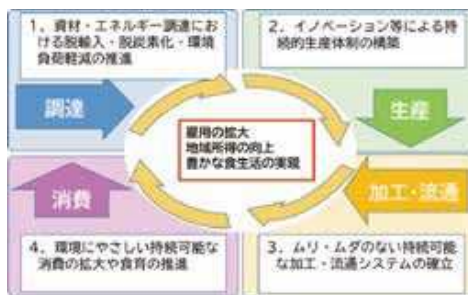 1、資材・エネルギー調達にお
ける脱輸入・脱炭素化・環境
負荷軽減の推進
調達
2、イノベーション等による持
続的生産体制の構築
生産
雇用の拡大
地域所得の向上
豊かな食生活の実現
消費
4、環境にやさしい持続可能な
消費の拡大や食育の推進
加工・流通
3、ムリ・ムダのない持続可能
な加工・流通システムの確立